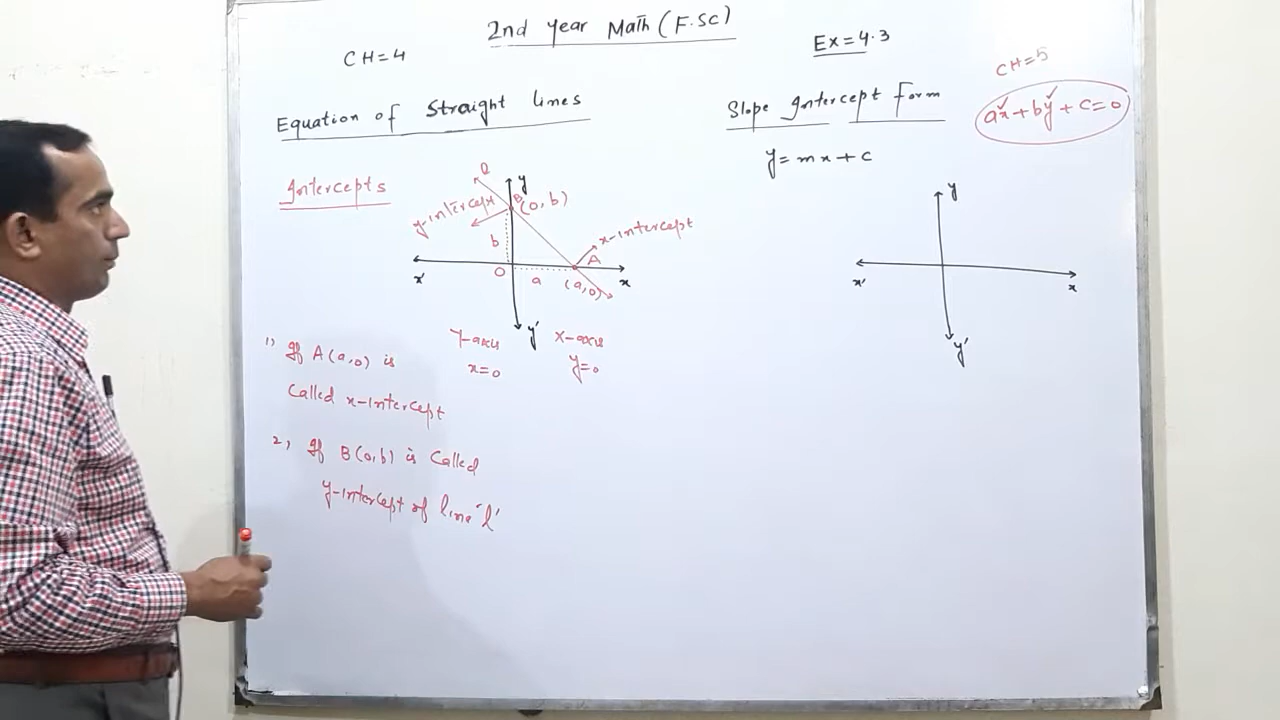 2nd year Math (F.SC)
CH=4
Ex=4.3
CH=5
Equation of Straight lines
Slope Intercept Form
ax+by+c=0
y=mx+c
Intercepts
l
y
B
(0,b)
y-intercept
x-intercept
b
A
x'
O
a
(a,0)
x
y'
y
x'
x
y'
Y-axis
X-axis
x=0
y=0
1) If A(a,0) is
Called x-intercept
2) If B(0,b) is Called
y-intercept of line 'l'